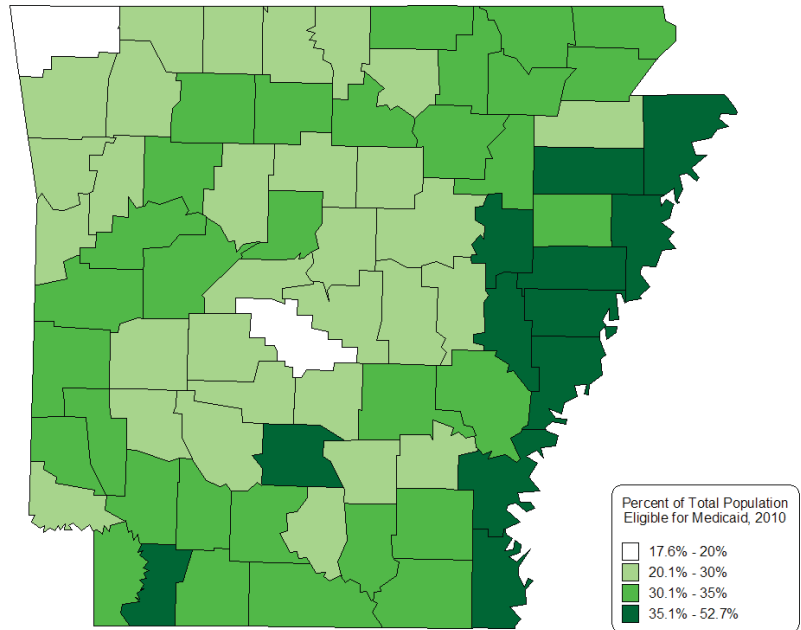 Percent of Total Population
Eligible for Medicaid, 2010
17.6% - 20%
20.1% - 30%
30.1% - 35%
35.1% - 52.7%